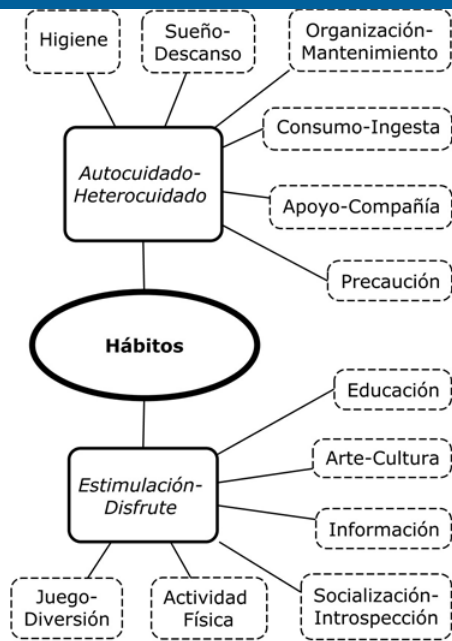 Higiene
Sueño-
Descanso
Organización-
Mantenimiento
Consumo-Ingesta
Autocuidado-
Heterocuidado
Apoyo-Compañía
Precaución
Hábitos
Educación
Arte-Cultura
Estimulación-
Disfrute
Información
Juego-
Diversión
Actividad
Física
Socialización-
Introspección